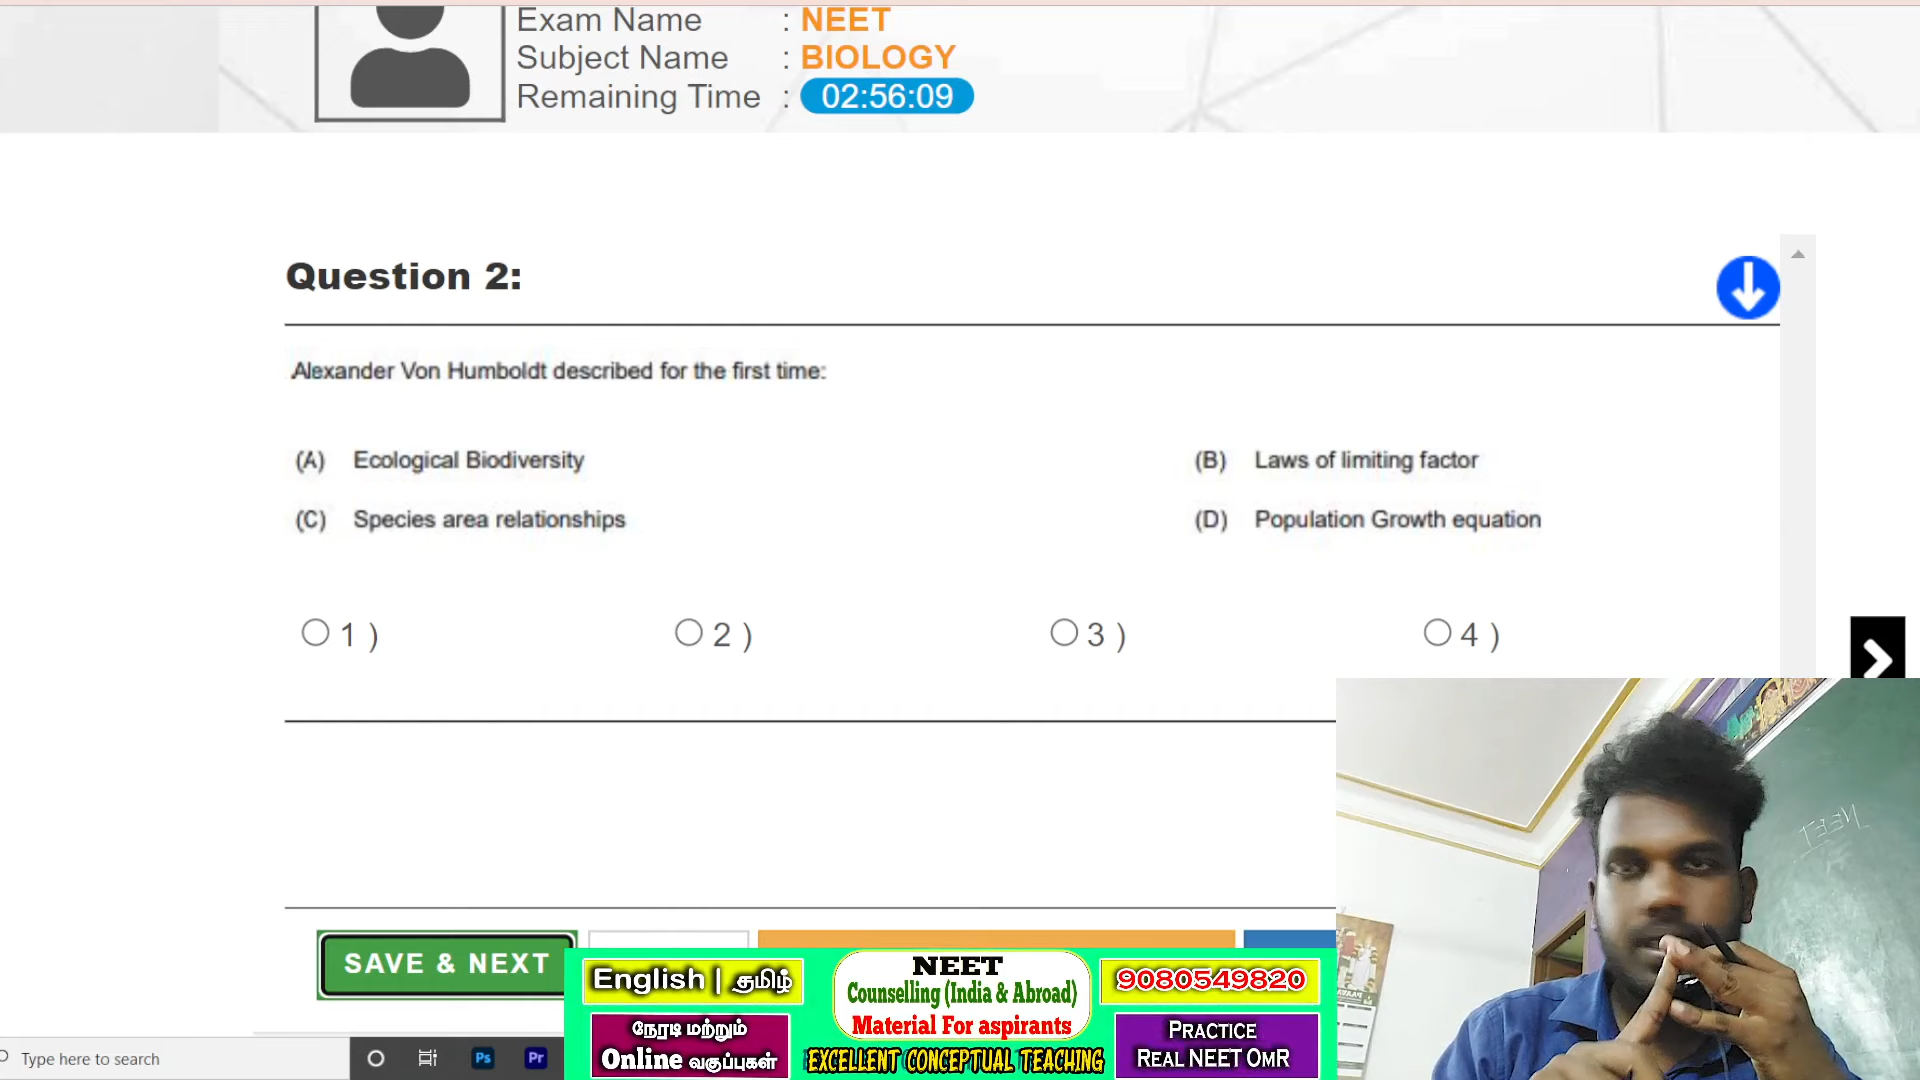 Exam Name : NEET
Subject Name : BIOLOGY
Remaining Time : 02:56:09
Question 2:
Alexander Von Humboldt described for the first time:
(A) Ecological Biodiversity
(B) Laws of limiting factor
(C) Species area relationships
(D) Population Growth equation
1 )
2 )
3 )
4 )
SAVE & NEXT
English | தமிழ்
நேரடி மற்றும்
Online வகுப்புகள்
NEET
Counselling (India & Abroad)
Material For aspirants
EXCELLENT CONCEPTUAL TEACHING
9080549820
PRACTICE
REAL NEET OMR
Type here to search
Ps
Pr
NEET